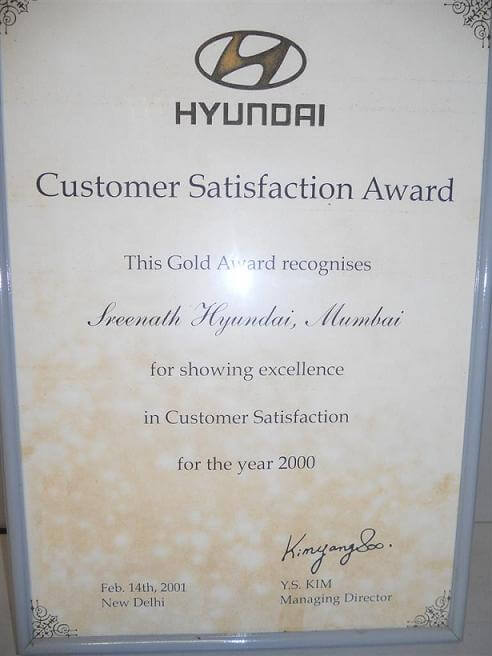 HYUNDAI
Customer Satisfaction Award
This Gold Award recognises
Sreenath Hyundai, Mumbai
for showing excellence
in Customer Satisfaction
for the year 2000
Kimyangsoo.
Feb. 14th, 2001
New Delhi
Y.S. KIM
Managing Director